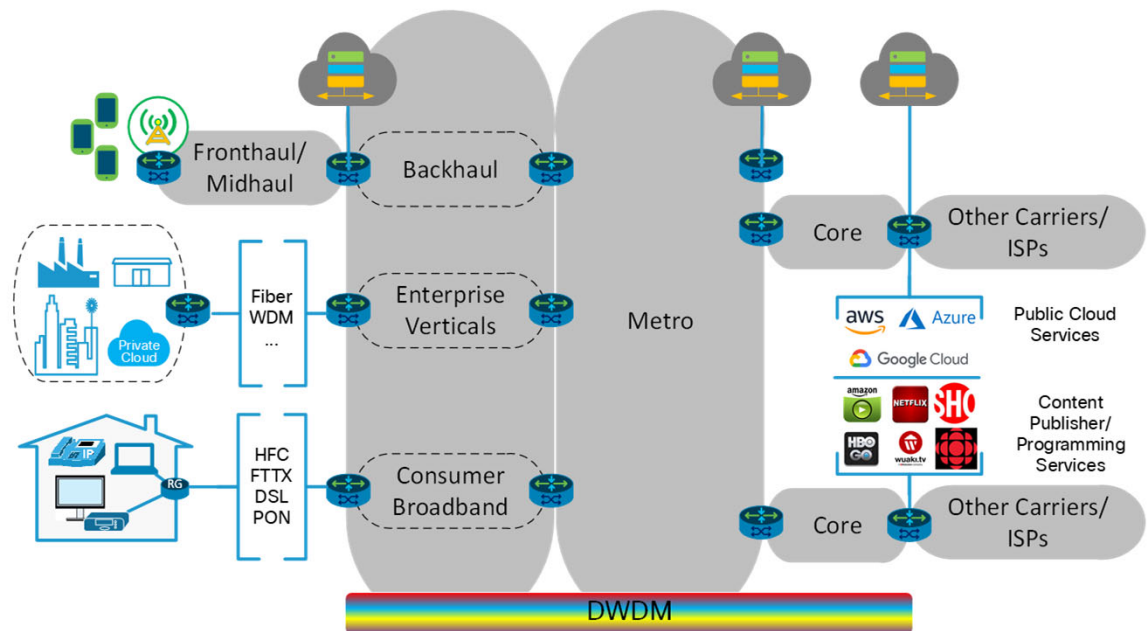 Fronthaul/
Midhaul
Backhaul
Core
Other Carriers/
ISPs
Private
Cloud
Fiber
WDM
...
Enterprise
Verticals
Metro
aws
Azure
Google Cloud
Public Cloud
Services
amazon
NETFLIX
SHO
HBO
GO
wuaki.tv
Content
Publisher/
Programming
Services
IP
RG
HFC
FTTX
DSL
PON
Consumer
Broadband
Core
Other Carriers/
ISPs
DWDM